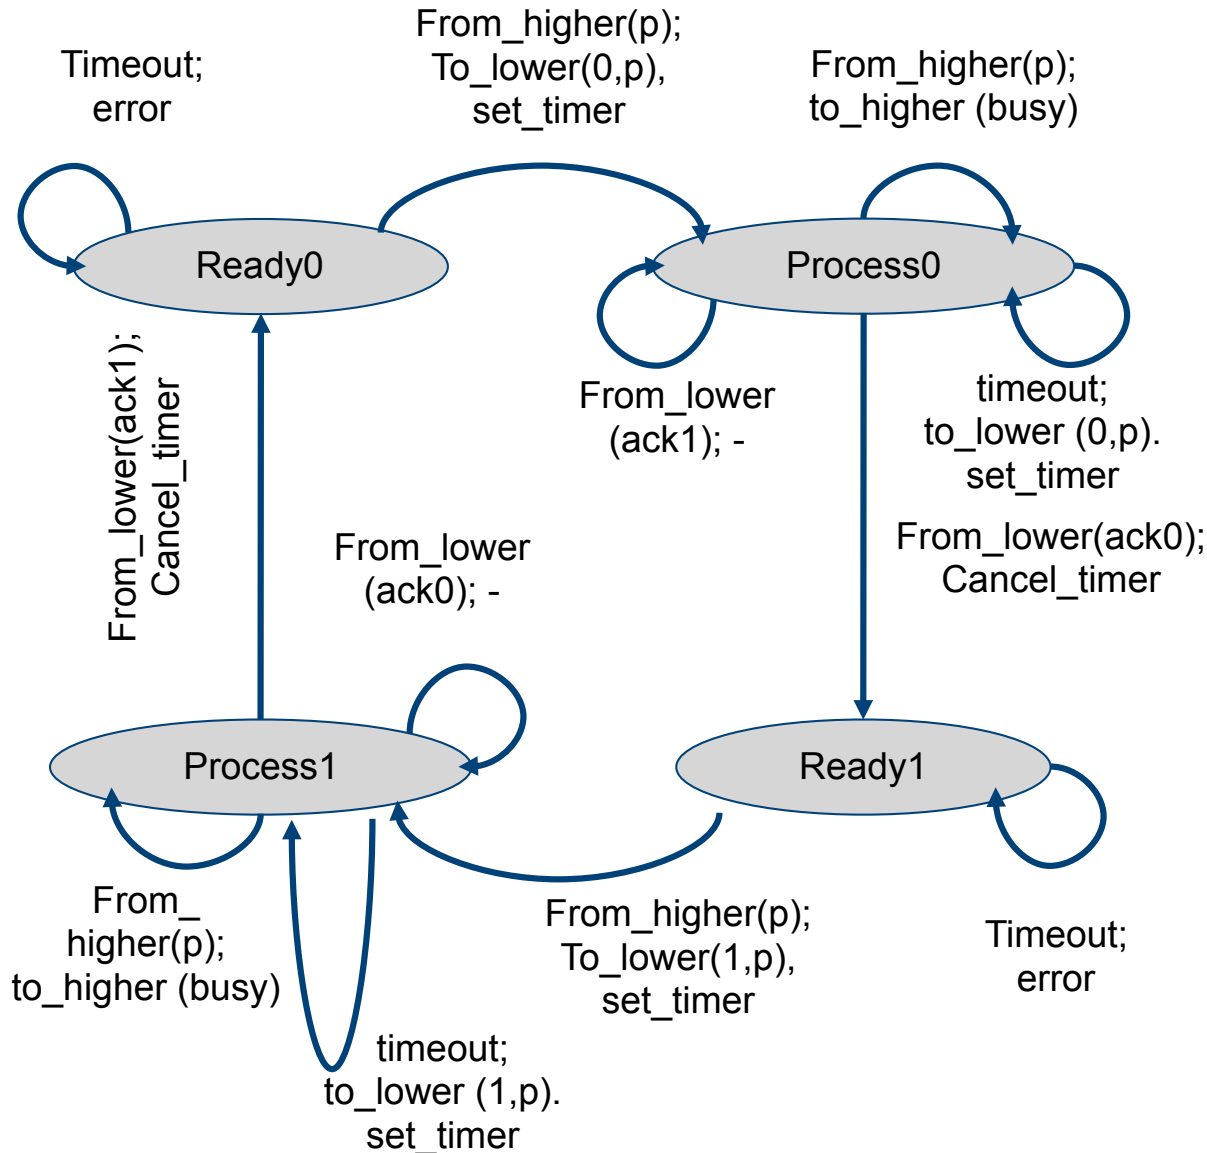 Timeout;
error
From_higher(p);
To_lower(0,p),
set_timer
From_higher(p);
to_higher (busy)
Ready0
Process0
From_lower(ack1);
Cancel_timer
From_lower
(ack1); -
timeout;
to_lower (0,p).
set_timer
From_lower(ack0);
Cancel_timer
From_lower
(ack0); -
Process1
Ready1
From_
higher(p);
to_higher (busy)
timeout;
to_lower (1,p).
set_timer
From_higher(p);
To_lower(1,p),
set_timer
Timeout;
error